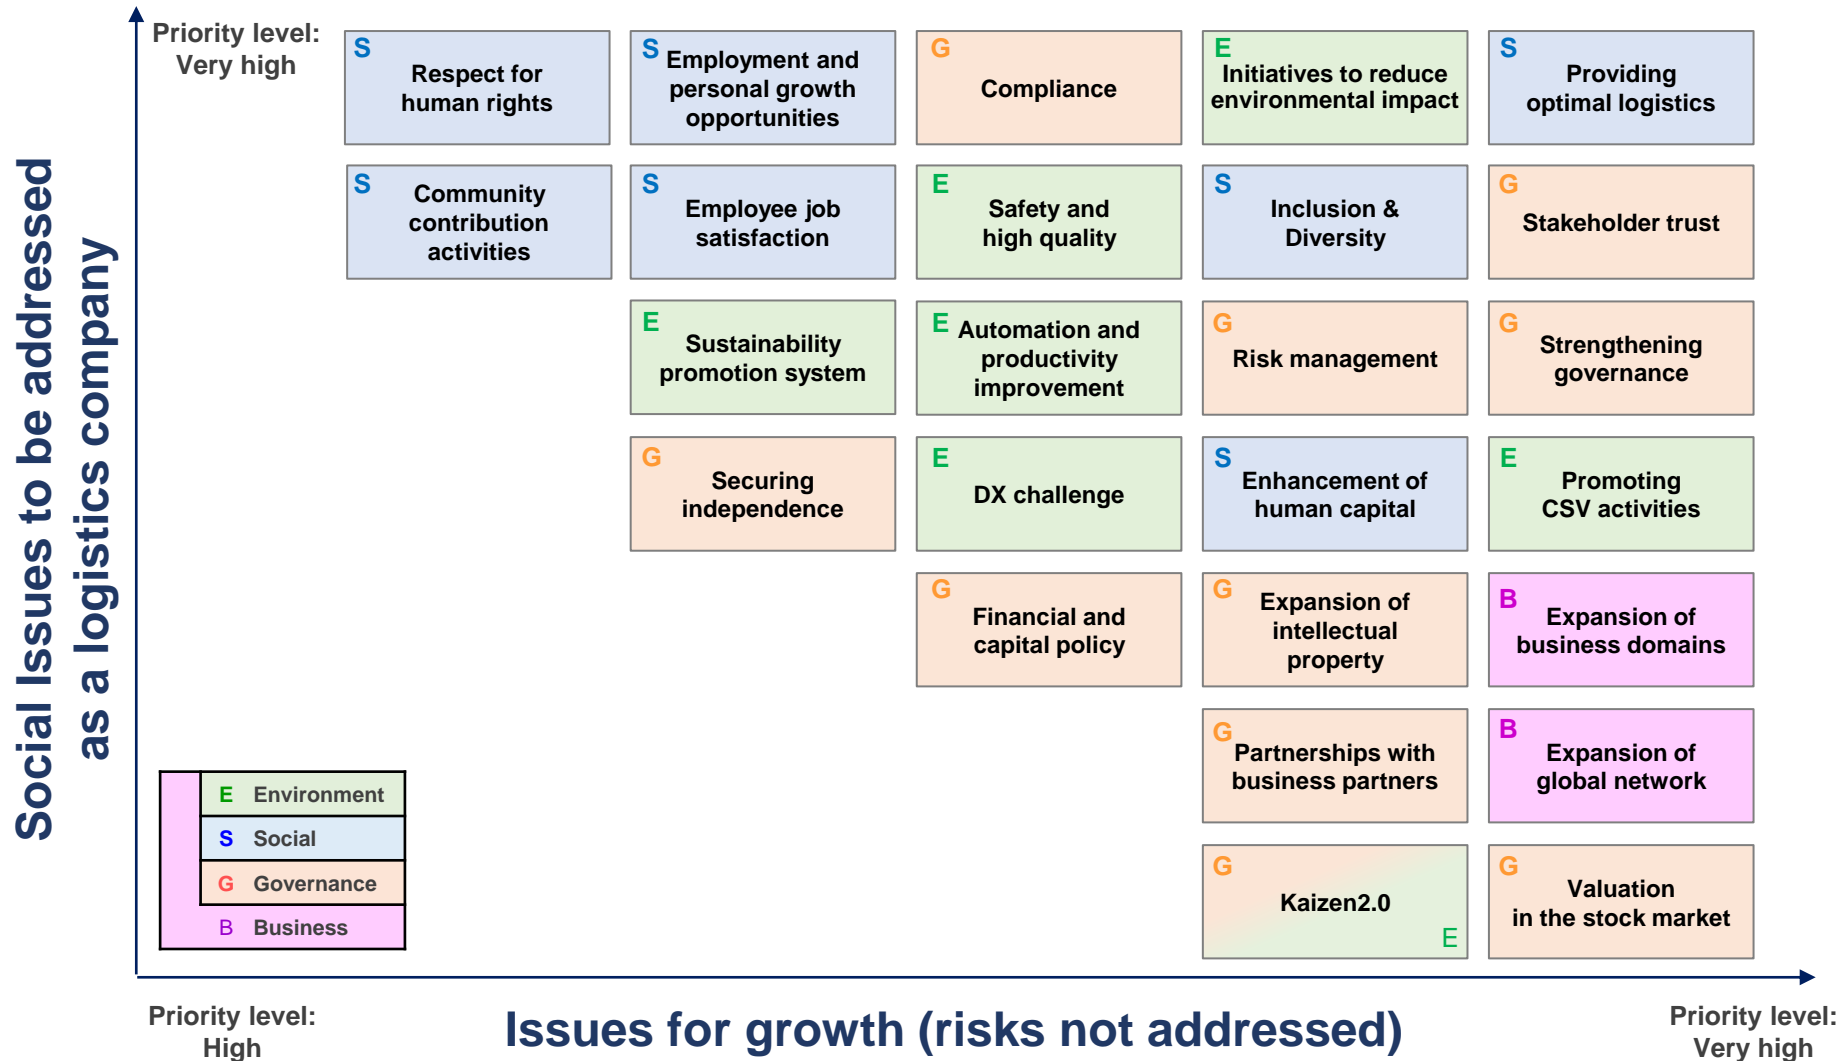 Priority level:
Very high
S
Respect for
human rights
S
Employment and
personal growth
opportunities
G
Compliance
E
Initiatives to reduce
environmental impact
S
Providing
optimal logistics
S
Community
contribution
activities
S
Employee job
satisfaction
E
Safety and
high quality
S
Inclusion &
Diversity
G
Stakeholder trust
E
Sustainability
promotion system
E
Automation and
productivity
improvement
G
Risk management
G
Strengthening
governance
G
Securing
independence
E
DX challenge
S
Enhancement of
human capital
E
Promoting
CSV activities
G
Financial and
capital policy
G
Expansion of
intellectual
property
B
Expansion of
business domains
G
Partnerships with
business partners
B
Expansion of
global network
G
Kaizen2.0
E
G
Valuation
in the stock market
Social Issues to be addressed
as a logistics company
E Environment
S Social
G Governance
B Business
Priority level:
High
Issues for growth (risks not addressed)
Priority level:
Very high